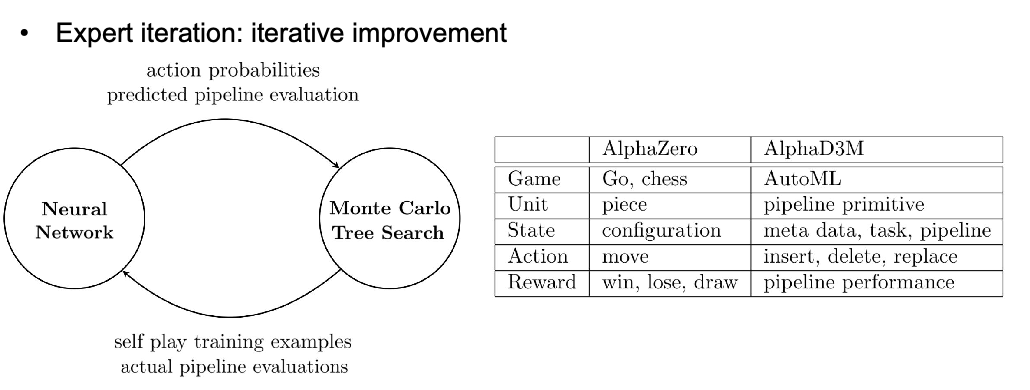 • Expert iteration: iterative improvement
action probabilities
predicted pipeline evaluation
Neural
Network
Monte Carlo
Tree Search
self play training examples
actual pipeline evaluations
AlphaZero AlphaD3M
Game Go, chess AutoML
Unit piece pipeline primitive
State configuration meta data, task, pipeline
Action move insert, delete, replace
Reward win, lose, draw pipeline performance